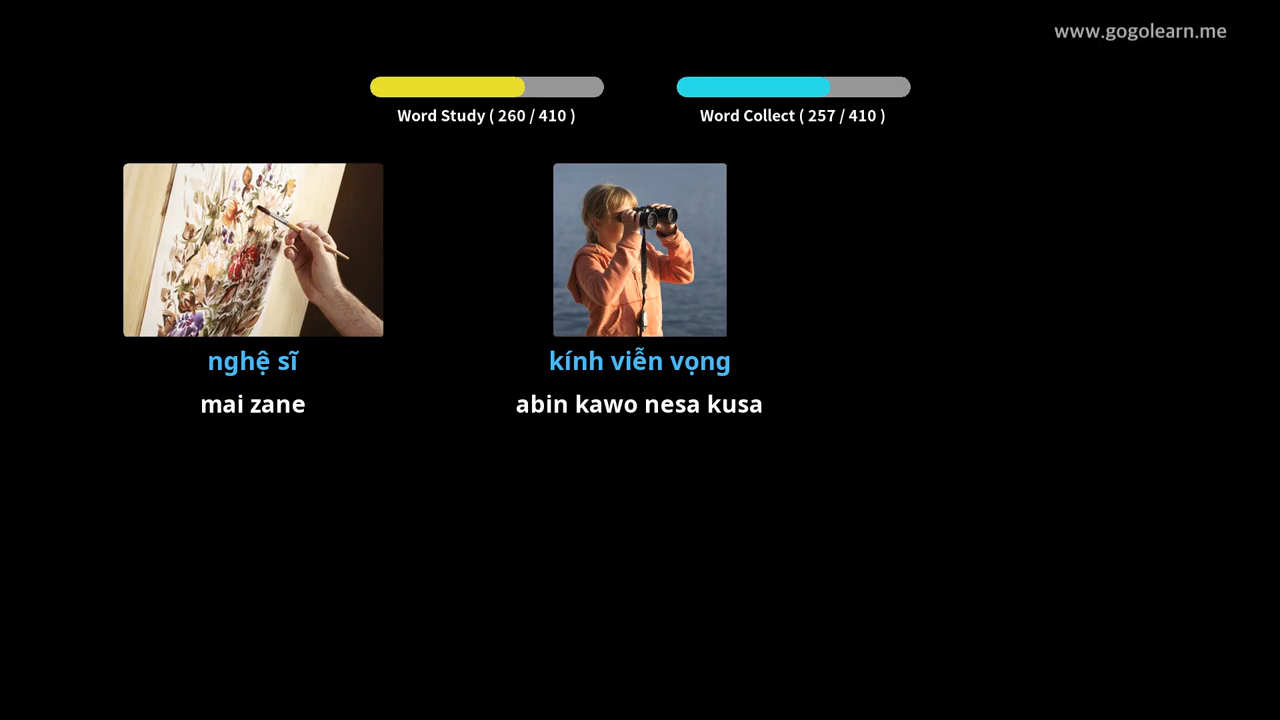 www.gogolearn.me
Word Study ( 260 / 410 )
Word Collect ( 257 / 410 )
nghệ sĩ
kính viễn vọng
mai zane
abin kawo nesa kusa